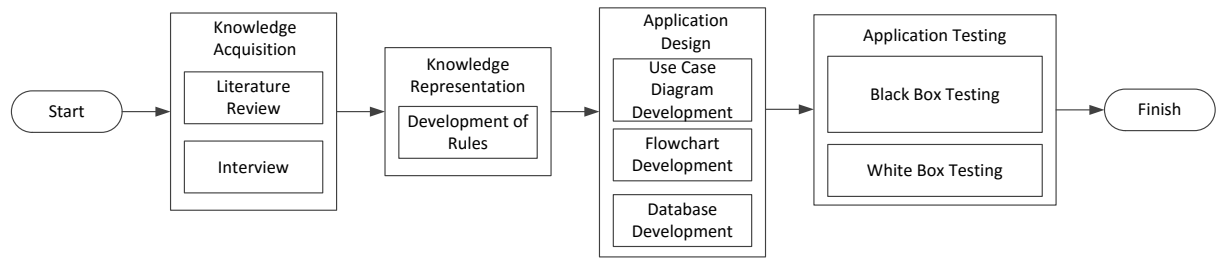 Start
Knowledge
Acquisition
Literature
Review
Interview
Knowledge
Representation
Development of
Rules
Application
Design
Use Case
Diagram
Development
Flowchart
Development
Database
Development
Application Testing
Black Box Testing
White Box Testing
Finish